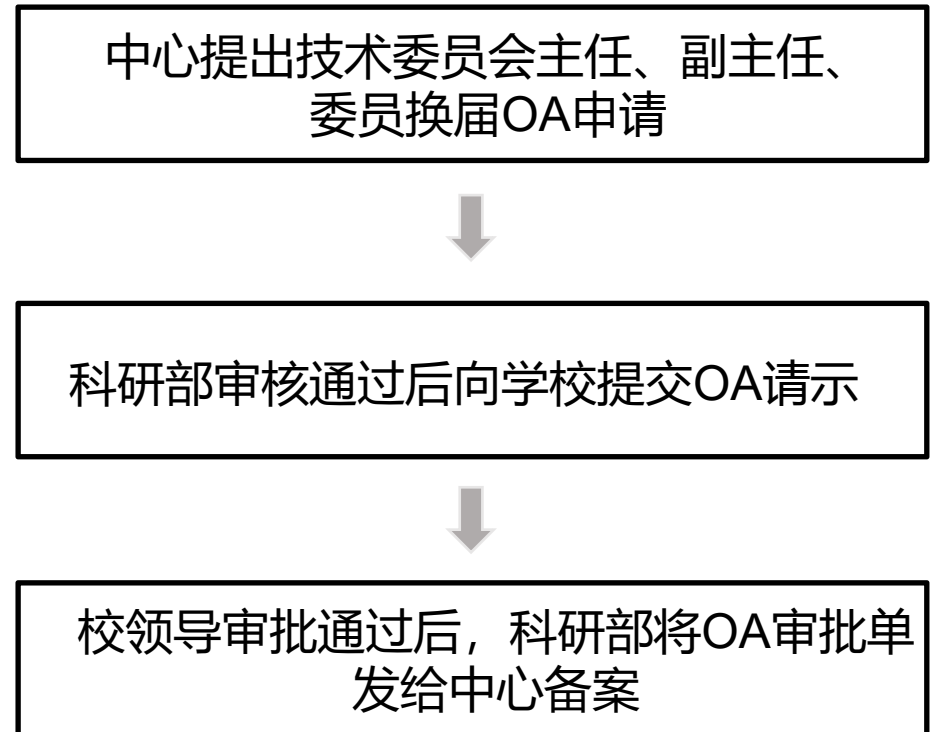 中心提出技术委员会主任、副主任、
委员换届OA申请
科研部审核通过后向学校提交OA请示
校领导审批通过后，科研部将OA审批单
发给中心备案